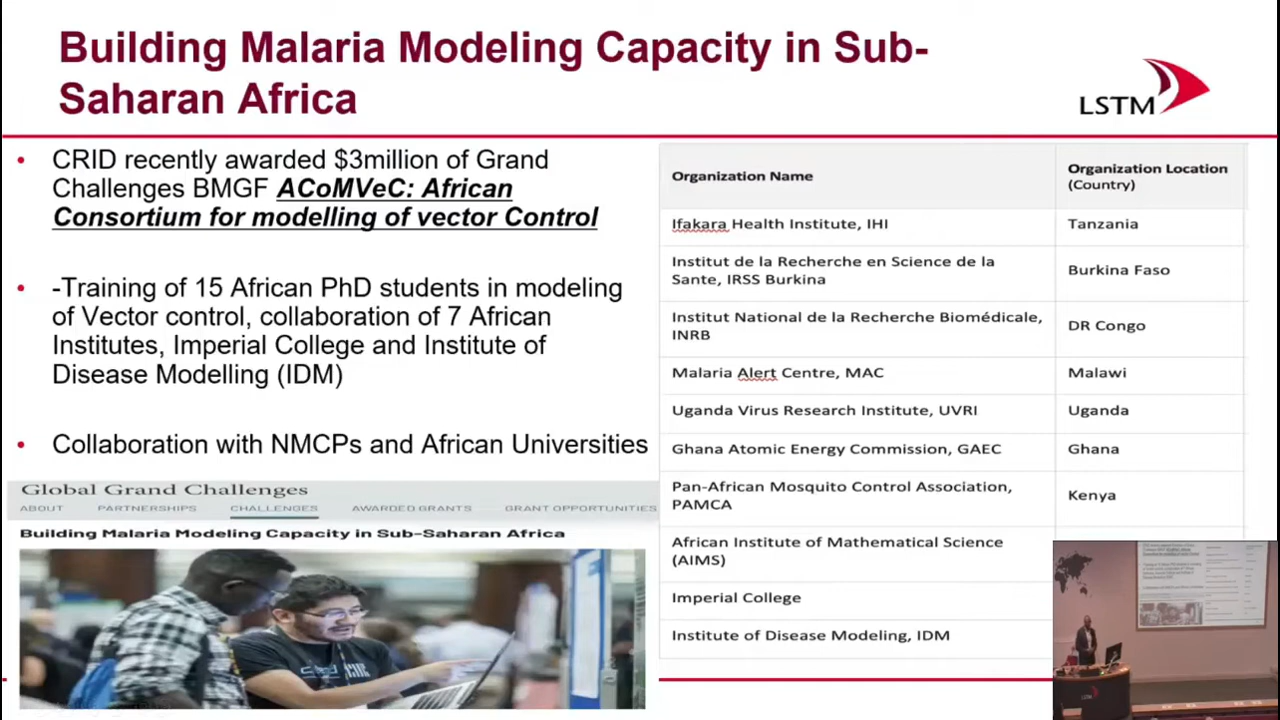 Building Malaria Modeling Capacity in Sub-
Saharan Africa
LSTM
• CRID recently awarded $3million of Grand
Challenges BMGF ACoMVeC: African
Consortium for modelling of vector Control
• -Training of 15 African PhD students in modeling
of Vector control, collaboration of 7 African
Institutes, Imperial College and Institute of
Disease Modelling (IDM)
• Collaboration with NMCPs and African Universities
Global Grand Challenges
ABOUT PARTNERSHIPS CHALLENGES AWARDED GRANTS GRANT OPPORTUNITIES
Building Malaria Modeling Capacity in Sub-Saharan Africa
Organization Name
Organization Location
(Country)
Ifakara Health Institute, IHI
Tanzania
Institut de la Recherche en Science de la
Sante, IRSS Burkina
Burkina Faso
Institut National de la Recherche Biomédicale,
INRB
DR Congo
Malaria Alert Centre, MAC
Malawi
Uganda Virus Research Institute, UVRI
Uganda
Ghana Atomic Energy Commission, GAEC
Ghana
Pan-African Mosquito Control Association,
PAMCA
Kenya
African Institute of Mathematical Science
(AIMS)
Imperial College
Institute of Disease Modeling, IDM
LSTM